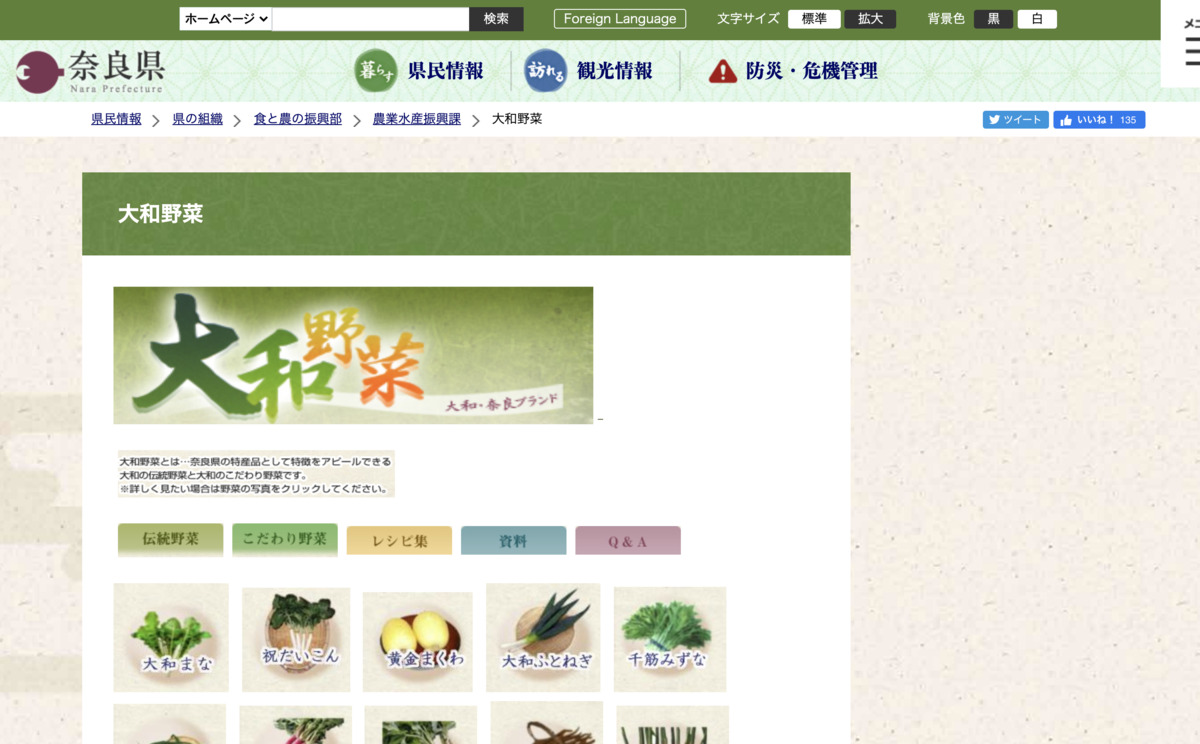 ホームページ 検索 Foreign Language 文字サイズ 標準 拡大 背景色 黒 白
奈良県
Nara Prefecture
暮らす 県民情報 訪れる 観光情報 防災・危機管理
県民情報 県の組織 食と農の振興部 農業水産振興課 大和野菜
ツイート いいね! 135
大和野菜
大和野菜
大和・奈良ブランド
大和野菜とは…奈良県の特産品として特徴をアピールできる
大和の伝統野菜と大和のこだわり野菜です。
※詳しく見たい場合は野菜の写真をクリックしてください。
伝統野菜 こだわり野菜 レシピ集 資料 Q & A
大和まな 祝だいこん 黄金まくわ 大和ふとねぎ 千筋みずな